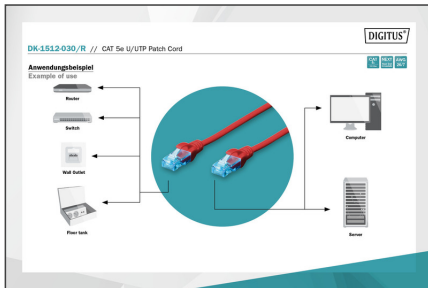 DIGITUS®
DK-1512-030/R // CAT 5e U/UTP Patch Cord
Anwendungsbeispiel
Example of use
Router
Switch
Wall Outlet
Floor tank
Computer
Server